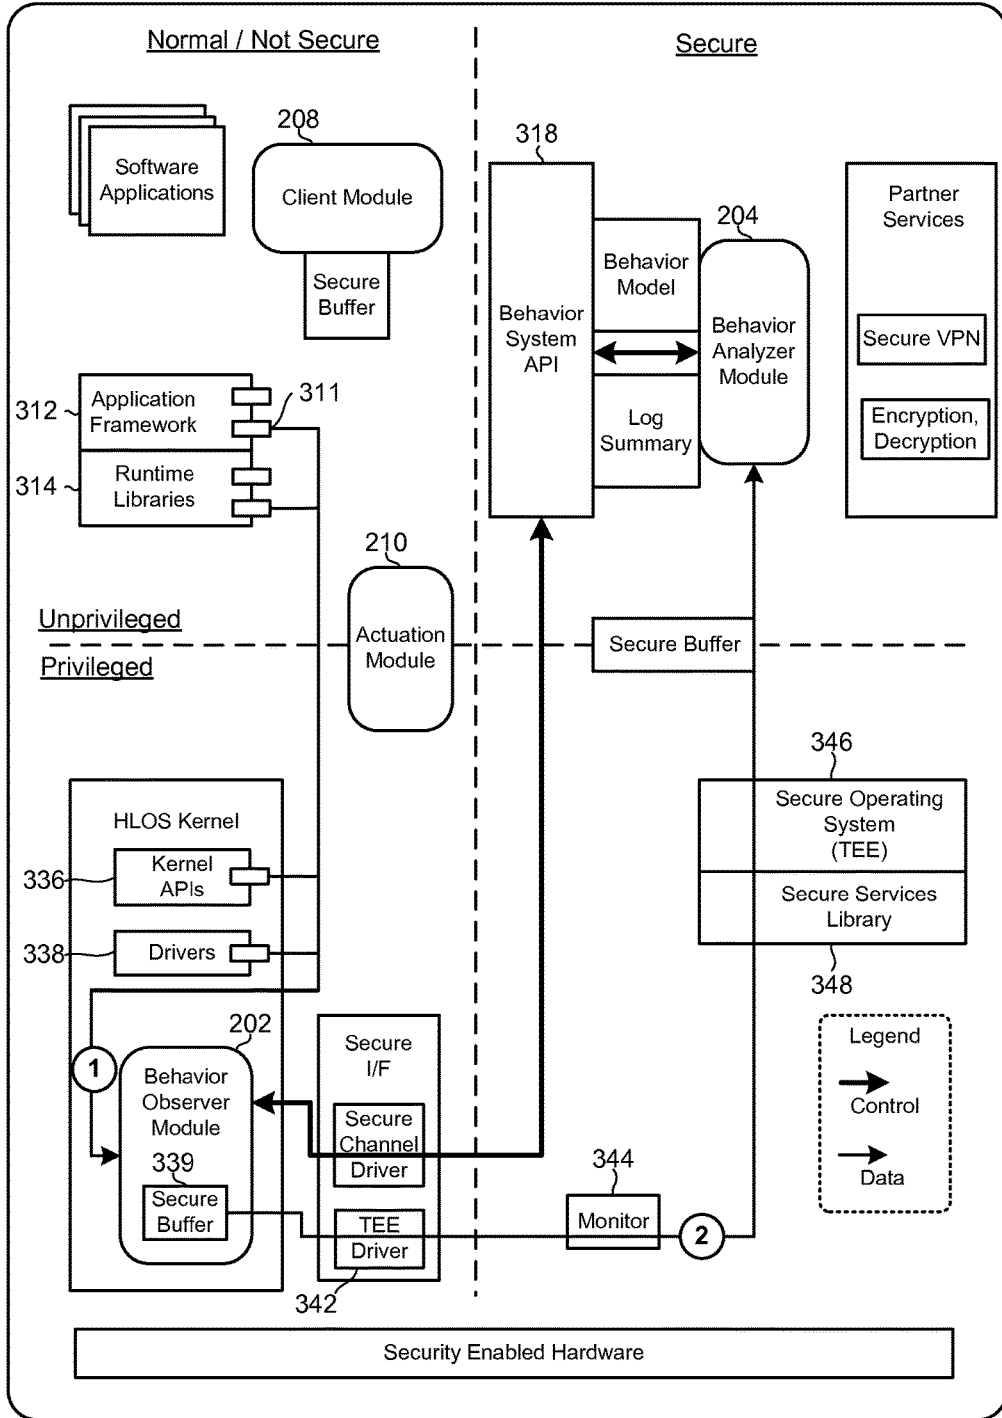 Normal / Not Secure
Secure
208
Software
Applications
Client Module
Secure
Buffer
318
204
Partner
Services
Behavior
Model
Behavior
System
API
Behavior
Analyzer
Module
Log
Summary
Secure VPN
Encryption,
Decryption
312
Application
Framework
311
314
Runtime
Libraries
210
Actuation
Module
Unprivileged
Privileged
Secure Buffer
346
Secure Operating
System
(TEE)
Secure Services
Library
348
HLOS Kernel
336
Kernel
APIs
338
Drivers
202
1
Behavior
Observer
Module
339
Secure
Buffer
Secure
I/F
Secure
Channel
Driver
TEE
Driver
342
344
Monitor
2
Legend
Control
Data
Security Enabled Hardware